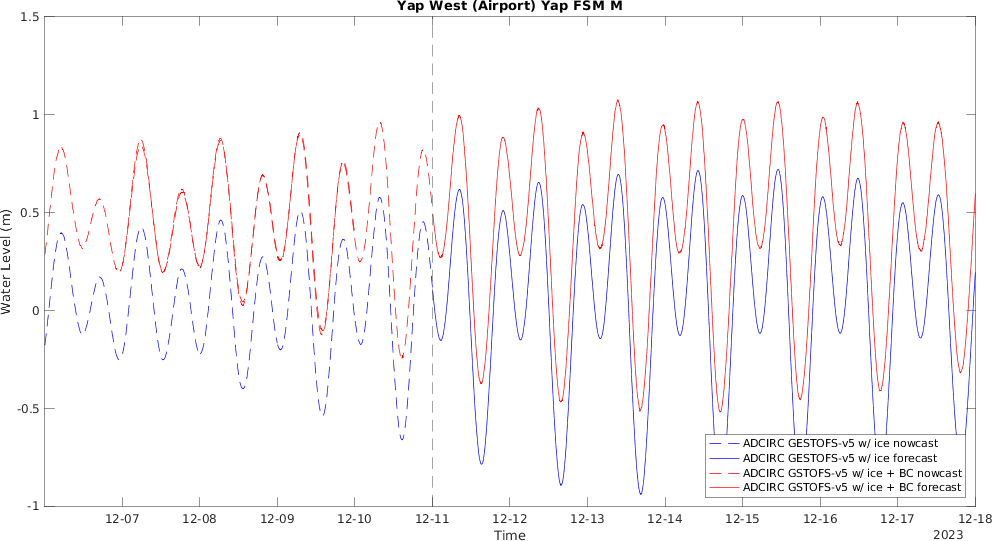 Yap West (Airport) Yap FSM M
Water Level (m)
1.5
1
0.5
0
-0.5
-1
ADCIRC GESTOFS-v5 w/ ice nowcast
ADCIRC GESTOFS-v5 w/ ice forecast
ADCIRC GSTOFS-v5 w/ ice + BC nowcast
ADCIRC GSTOFS-v5 w/ ice + BC forecast
12-07 12-08 12-09 12-10 12-11 12-12 12-13 12-14 12-15 12-16 12-17 12-18
Time
2023